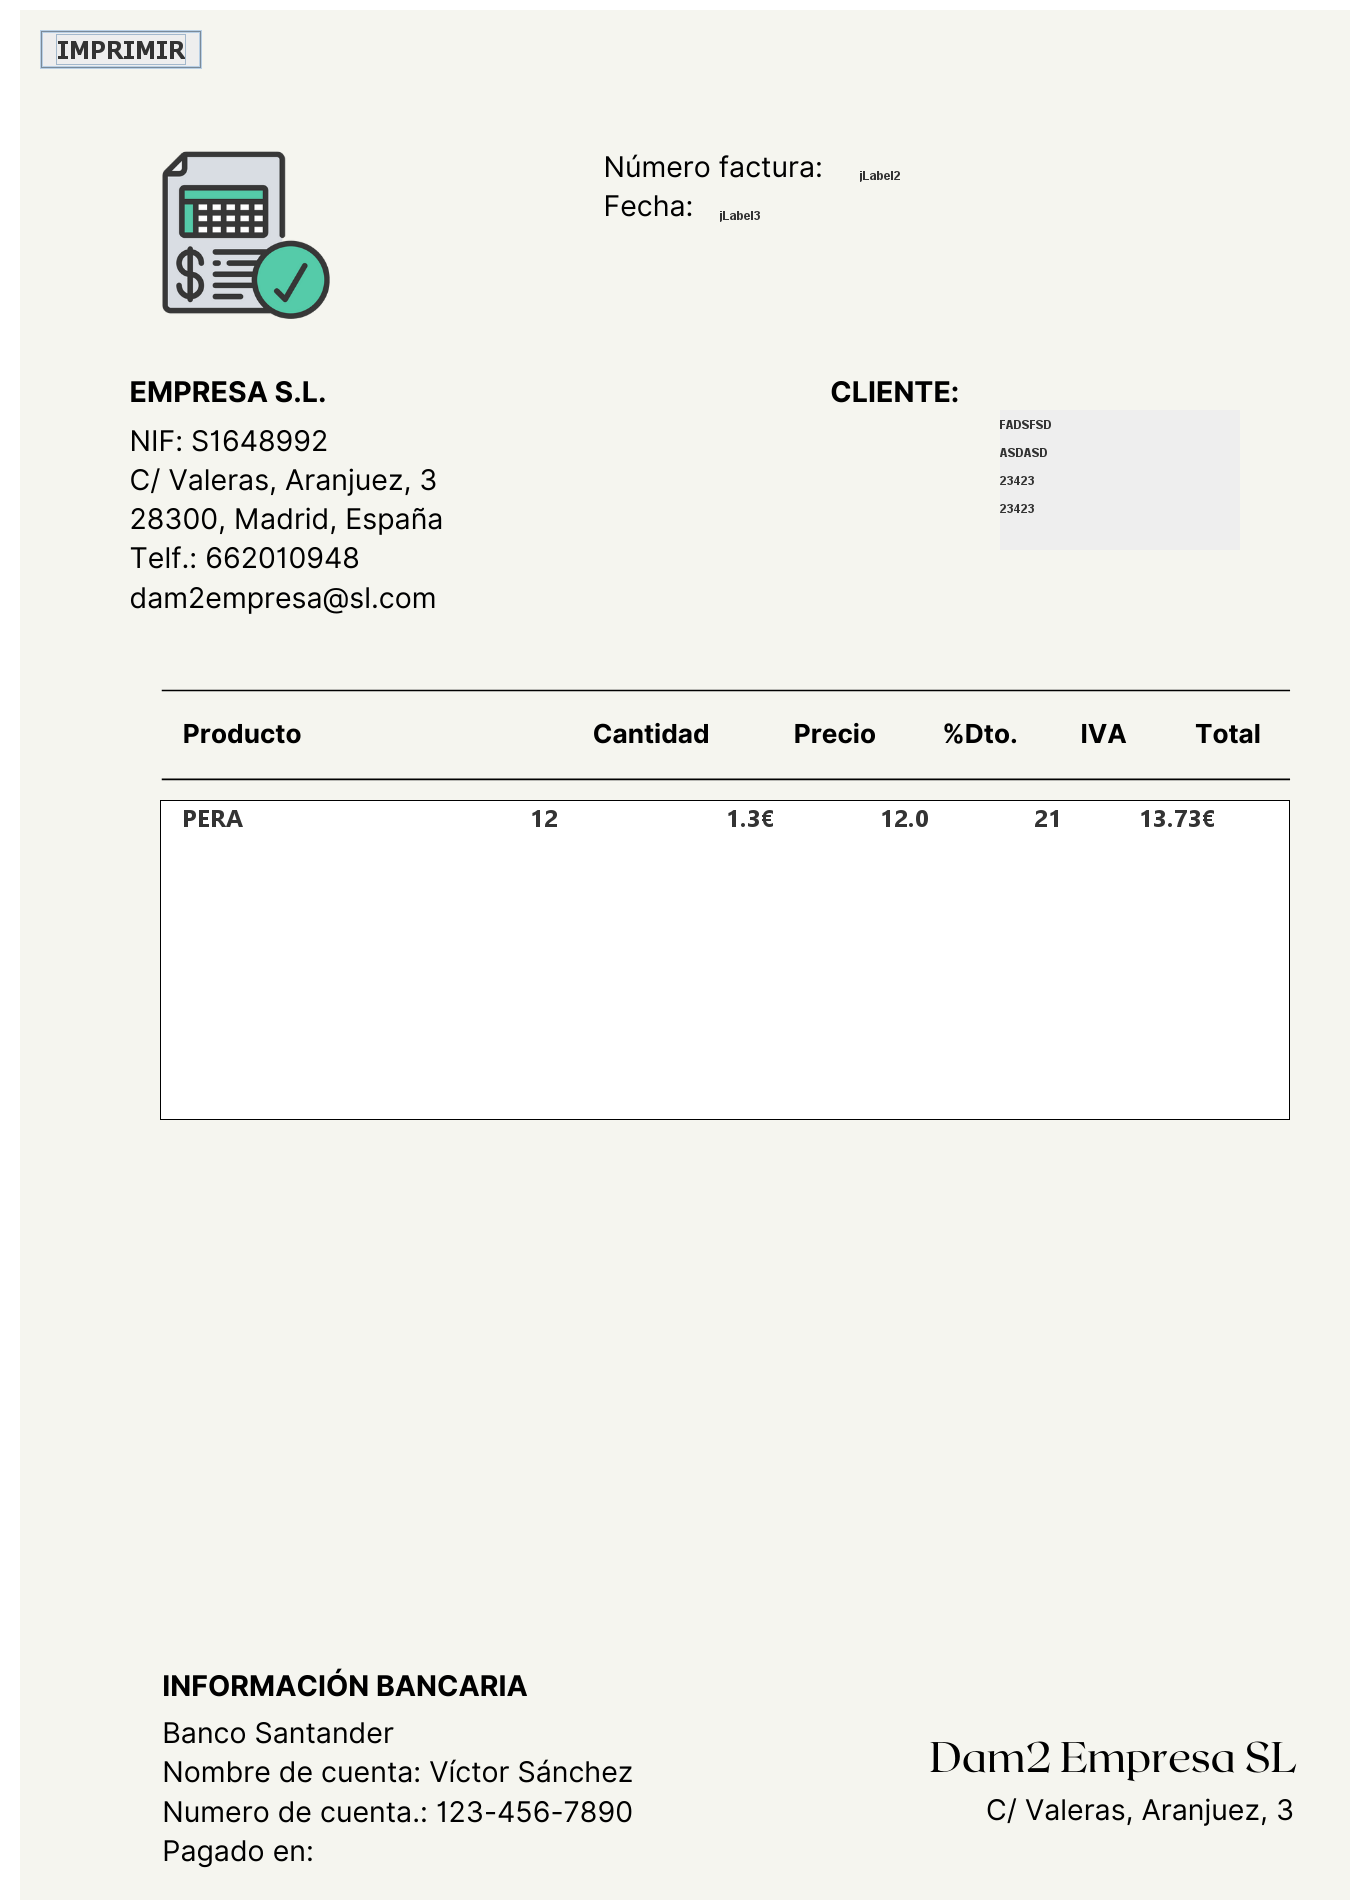 IMPRIMIR
Número factura: jLabel2
Fecha: jLabel3
EMPRESA S.L.
NIF: S1648992
C/ Valeras, Aranjuez, 3
28300, Madrid, España
Telf.: 662010948
dam2empresa@sl.com
CLIENTE:
FADSFSD
ASDASD
23423
23423
Producto Cantidad Precio %Dto. IVA Total
PERA 12 1.3€ 12.0 21 13.73€
INFORMACIÓN BANCARIA
Banco Santander
Nombre de cuenta: Víctor Sánchez
Numero de cuenta.: 123-456-7890
Pagado en:
Dam2 Empresa SL
C/ Valeras, Aranjuez, 3